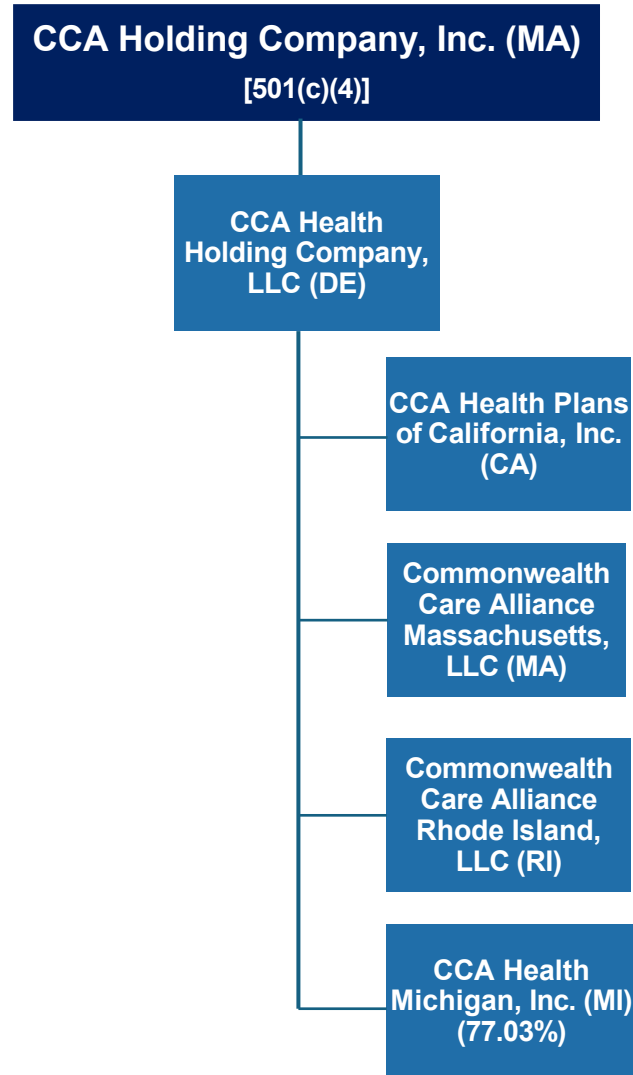 CCA Holding Company, Inc. (MA)
[501(c)(4)]
CCA Health
Holding Company,
LLC (DE)
CCA Health Plans
of California, Inc.
(CA)
Commonwealth
Care Alliance
Massachusetts,
LLC (MA)
Commonwealth
Care Alliance
Rhode Island,
LLC (RI)
CCA Health
Michigan, Inc. (MI)
(77.03%)